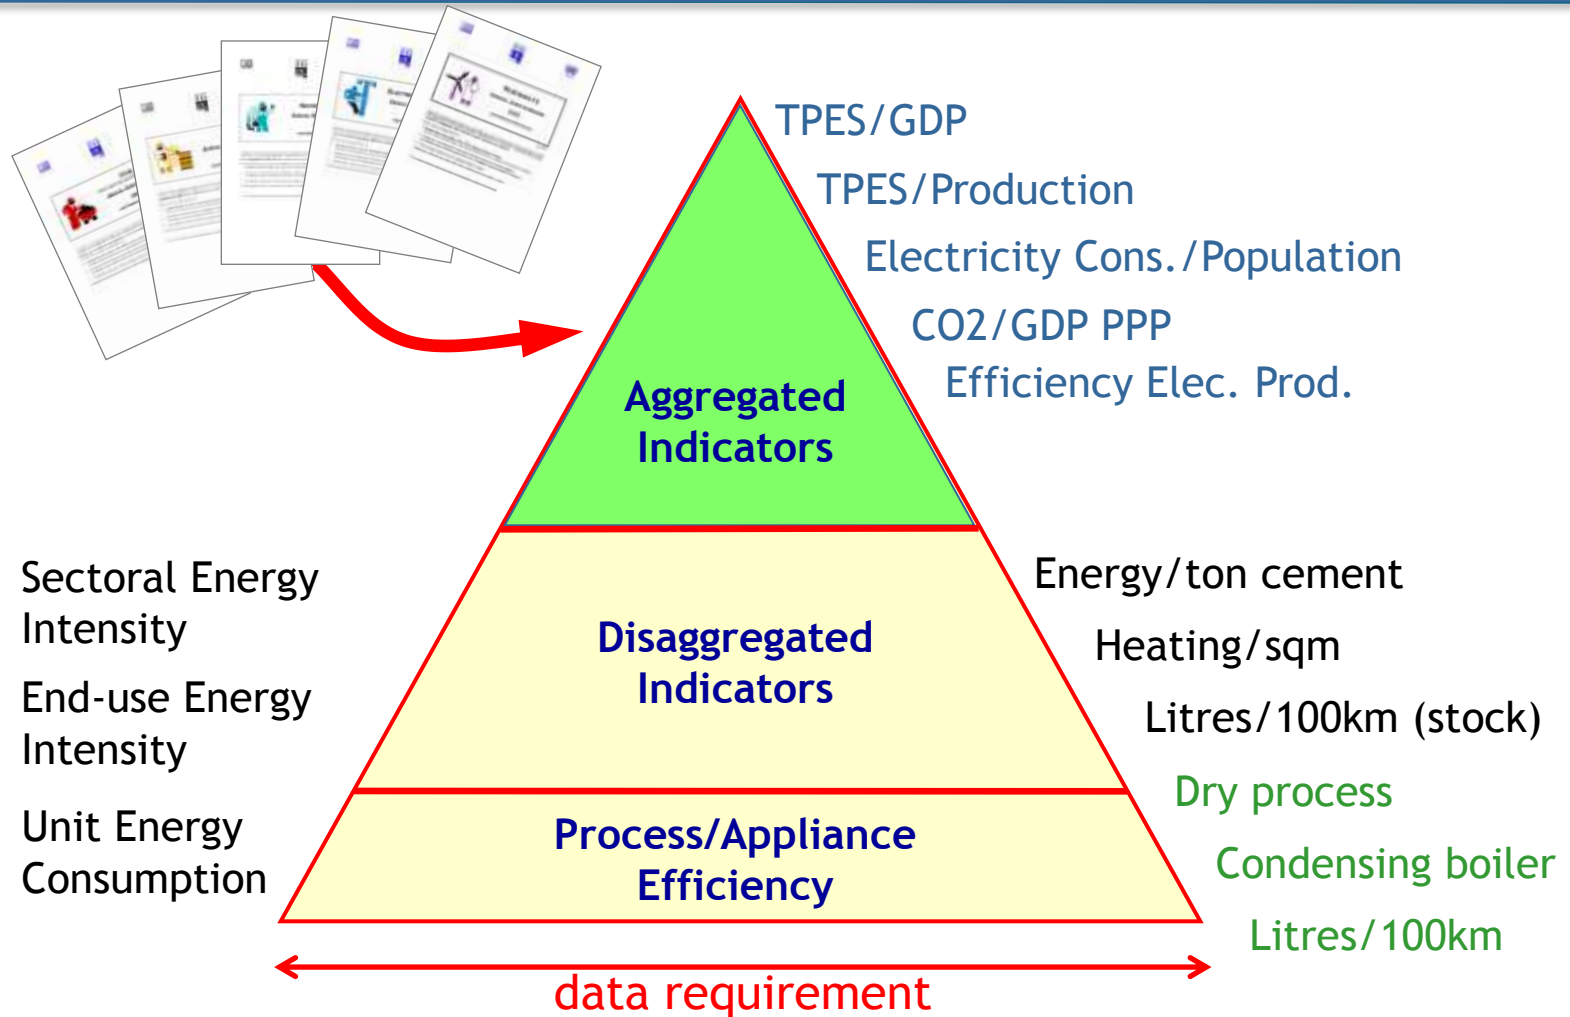 TPES/GDP
TPES/Production
Electricity Cons./Population
CO2/GDP PPP
Efficiency Elec. Prod.
Aggregated
Indicators
Sectoral Energy
Intensity
End-use Energy
Intensity
Unit Energy
Consumption
Disaggregated
Indicators
Energy/ton cement
Heating/sqm
Litres/100km (stock)
Process/Appliance
Efficiency
Dry process
Condensing boiler
Litres/100km
data requirement